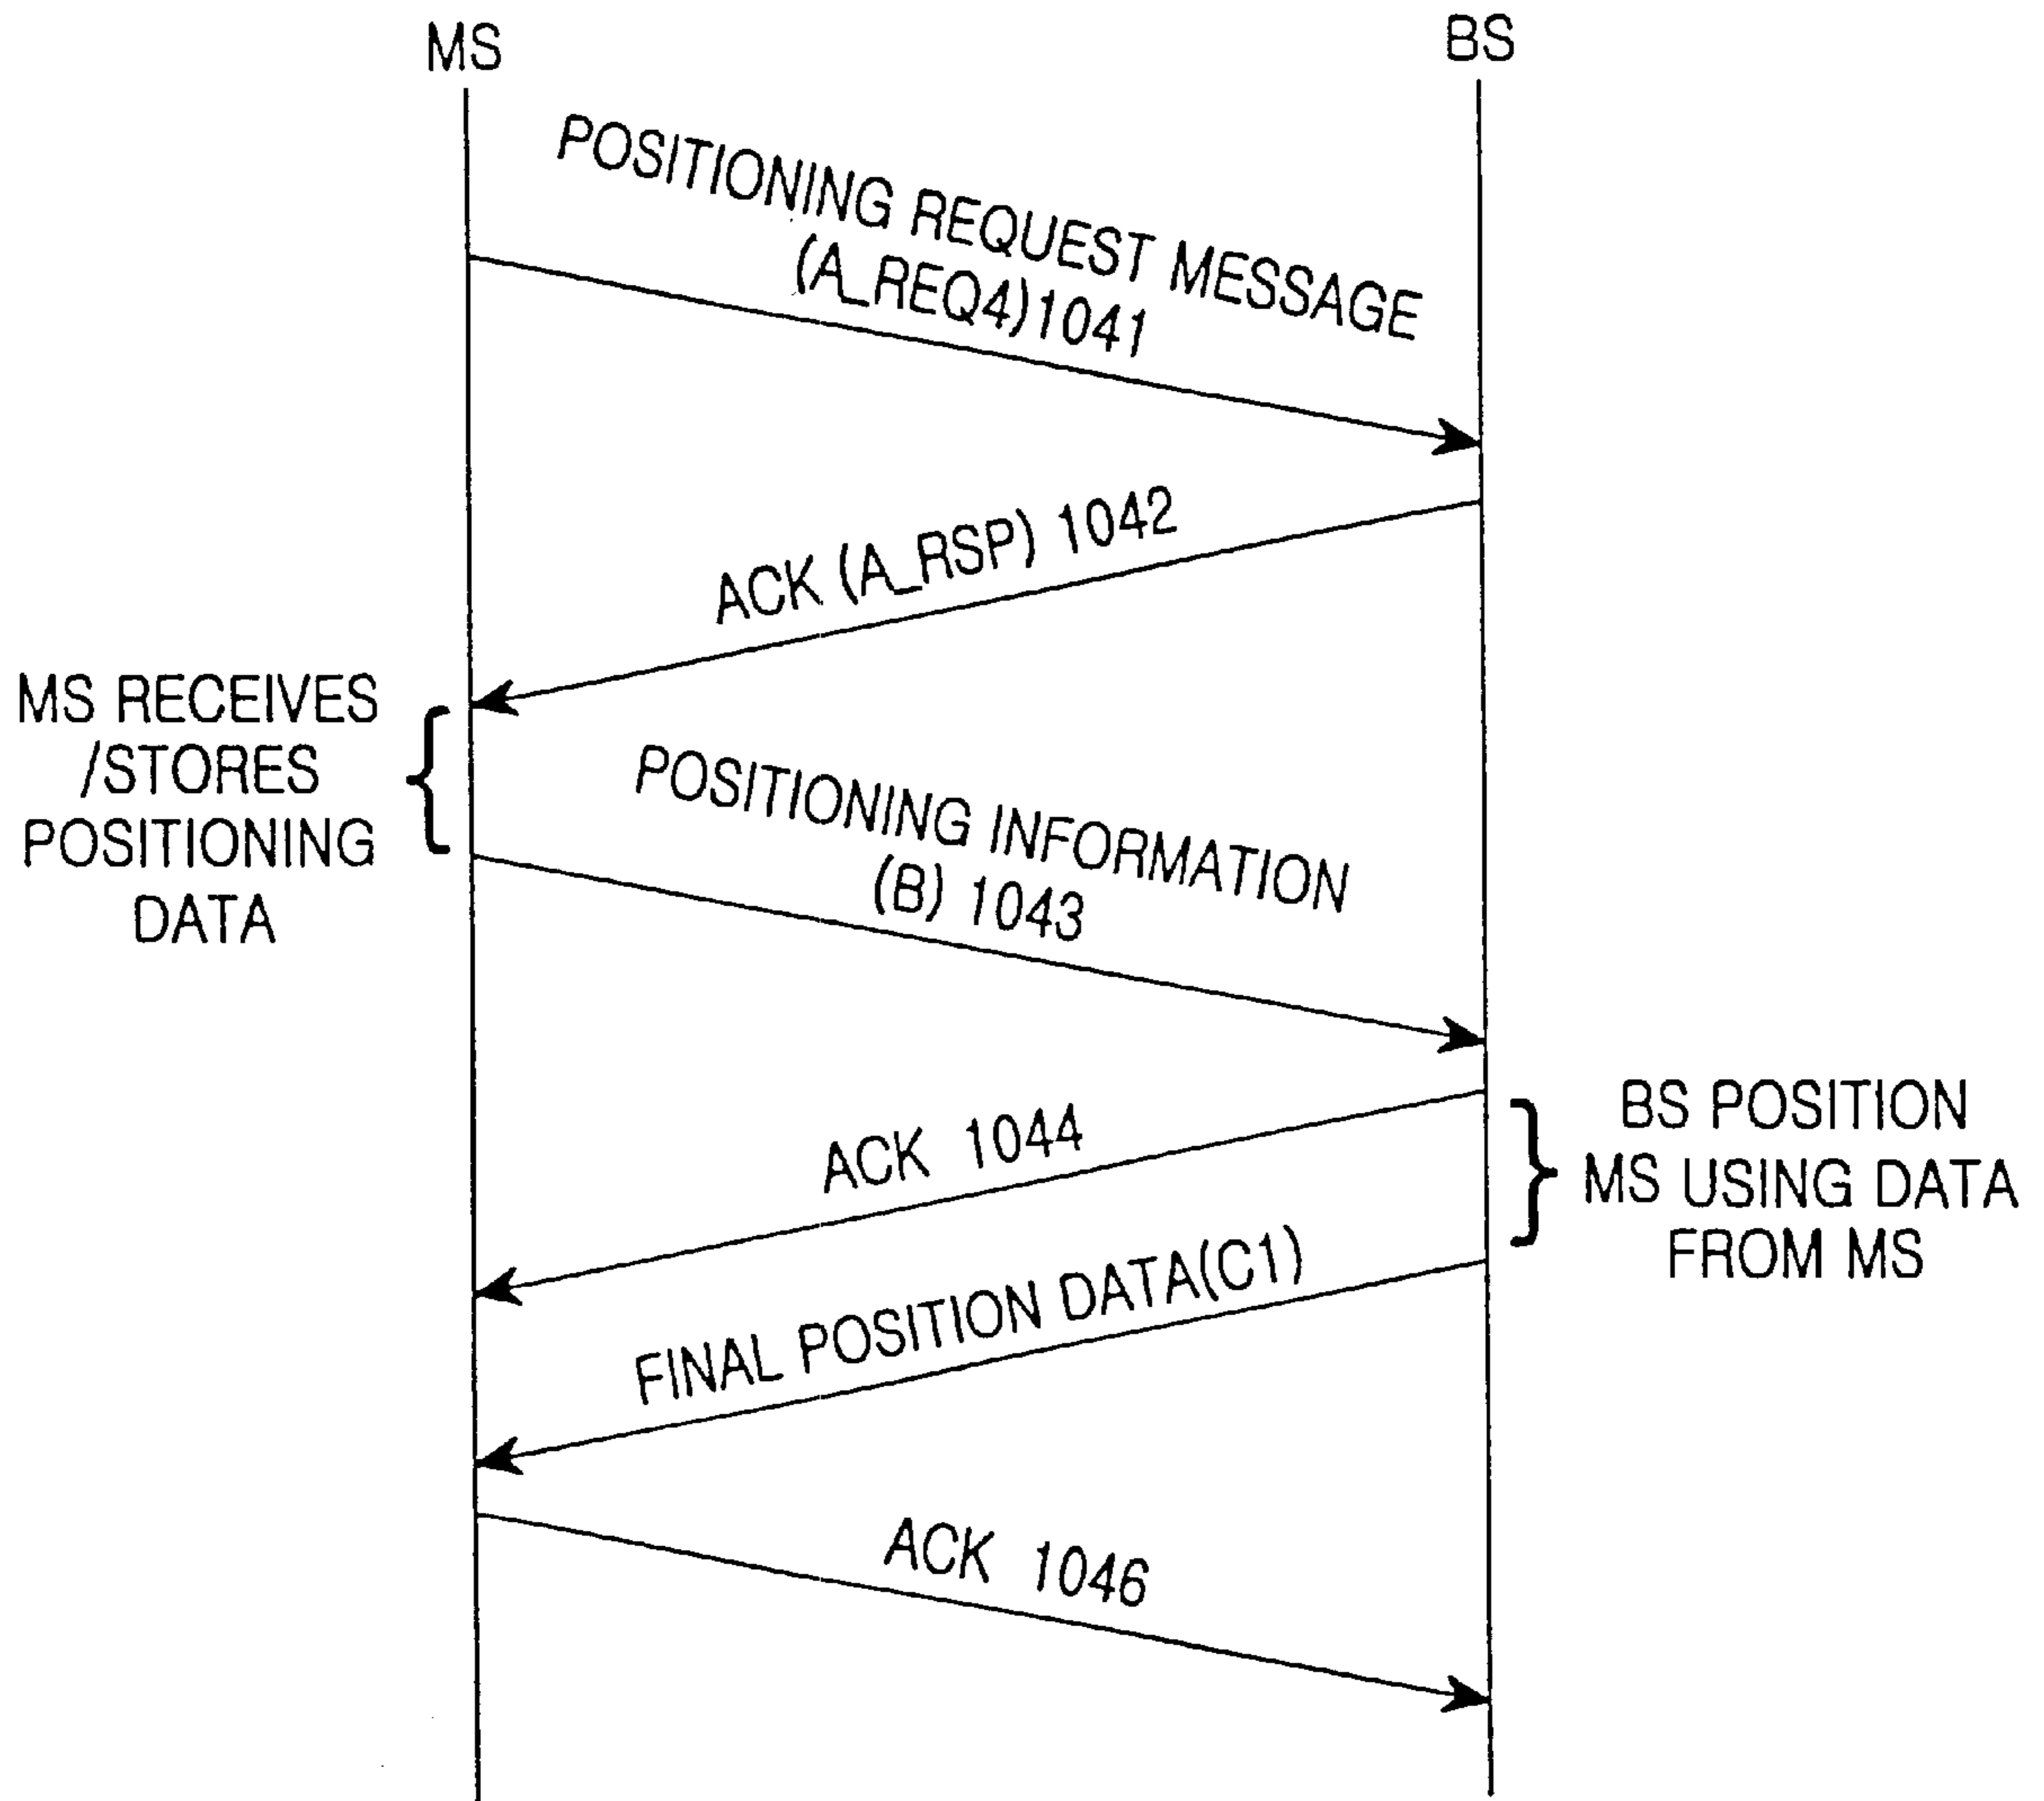 MS
BS
POSITIONING REQUEST MESSAGE
(A_REQ4)1041
ACK (A_RSP) 1042
MS RECEIVES
/STORES
POSITIONING
DATA
POSITIONING INFORMATION
(B) 1043
ACK 1044
BS POSITION
MS USING DATA
FROM MS
FINAL POSITION DATA(C1)
ACK 1046